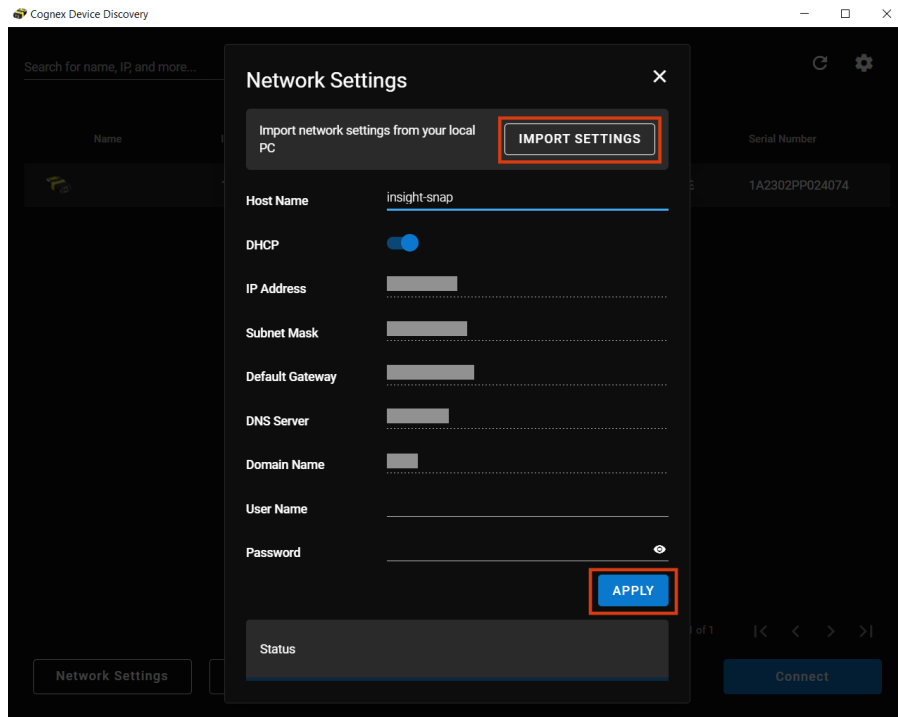 Cognex Device Discovery
Search for name, IP, and more...
Network Settings
Import network settings from your local
PC
IMPORT SETTINGS
Name
Serial Number
1A2302PP024074
Host Name
insight-snap
DHCP
IP Address
Subnet Mask
Default Gateway
DNS Server
Domain Name
User Name
Password
APPLY
of 1
Status
Network Settings
Connect